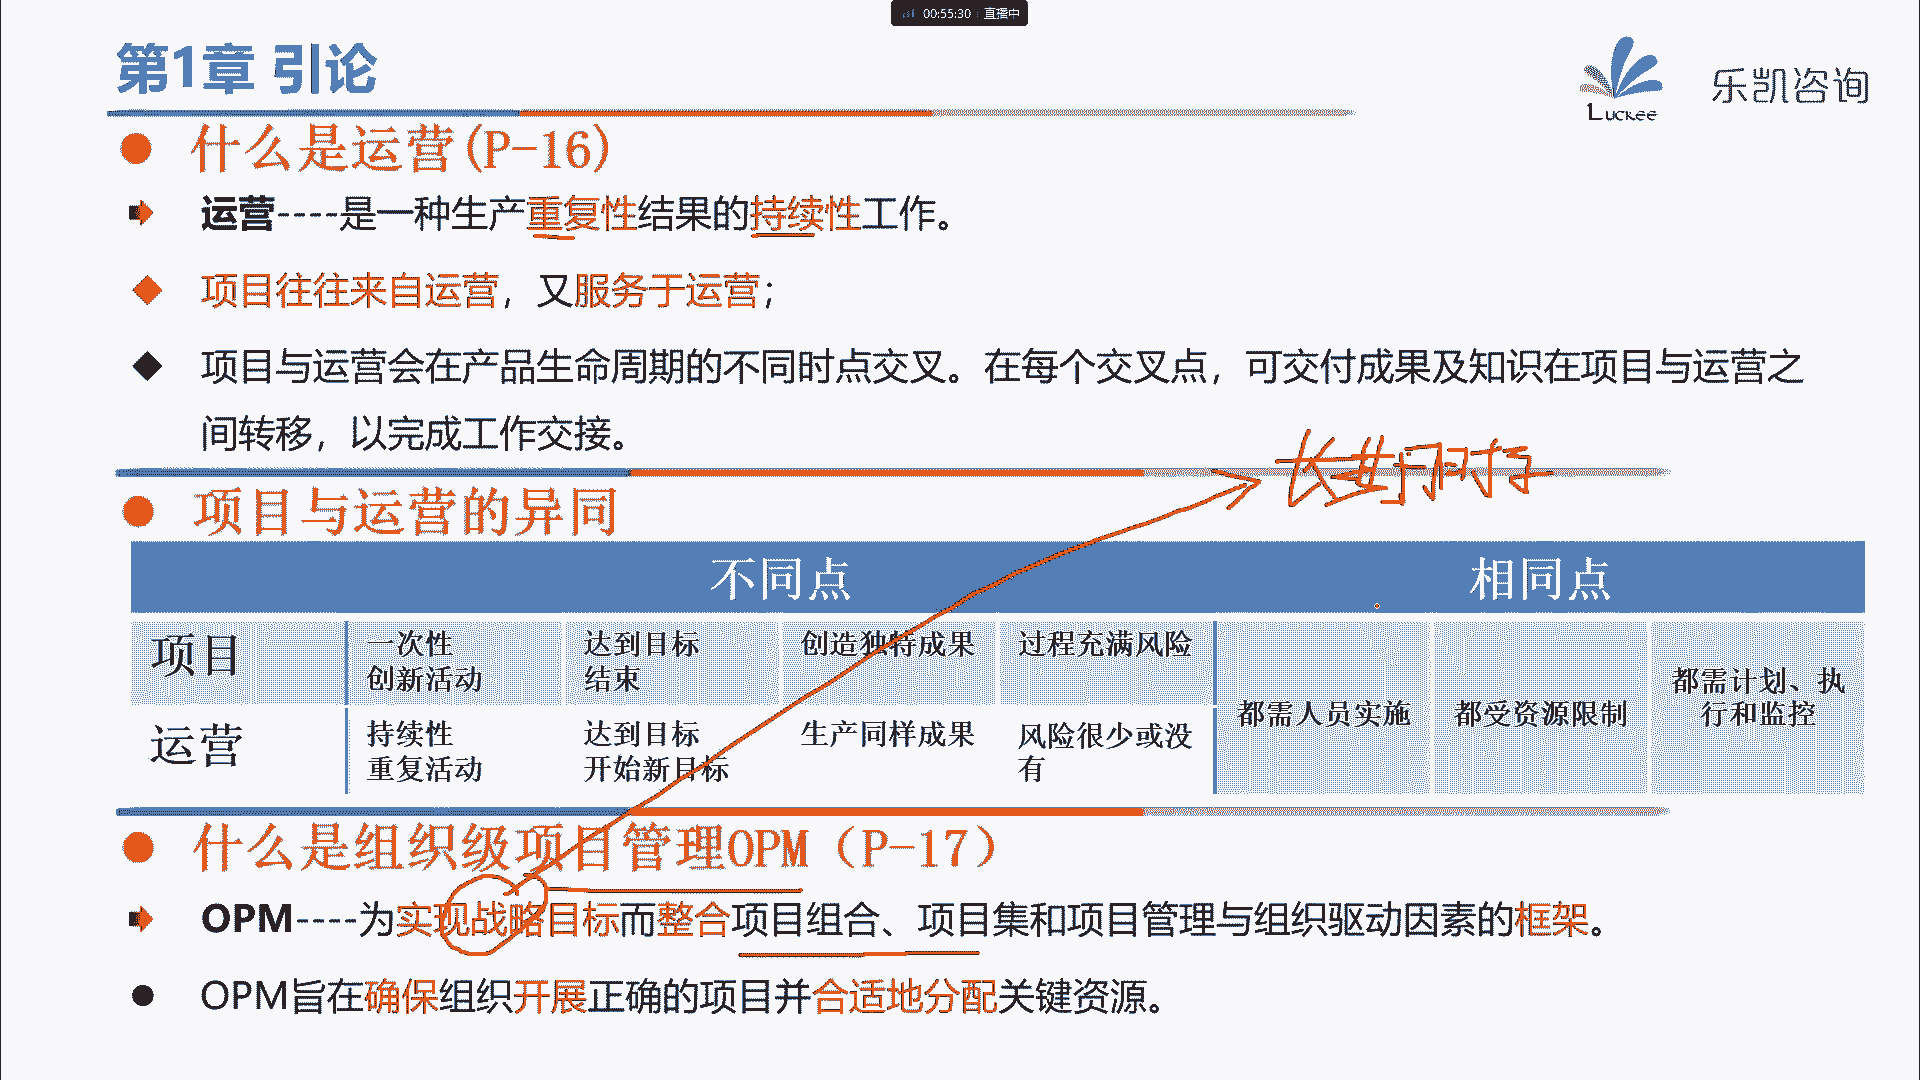 00:55:30 直播中
第1章 引论
Luckee 乐凯咨询
什么是运营(P-16)
运营----是一种生产重复性结果的持续性工作。
项目往往来自运营，又服务于运营；
项目与运营会在产品生命周期的不同时点交叉。在每个交叉点，可交付成果及知识在项目与运营之
间转移，以完成工作交接。
项目与运营的异同
不同点 相同点
项目 一次性 创新活动 达到目标 结束 创造独特成果 过程充满风险
运营 持续性 重复活动 达到目标 开始新目标 生产同样成果 风险很少或没有
都需人员实施 都受资源限制 都需计划、执行和监控
什么是组织级项目管理OPM（P-17）
OPM----为实现战略目标而整合项目组合、项目集和项目管理与组织驱动因素的框架。
OPM旨在确保组织开展正确的项目并合适地分配关键资源。